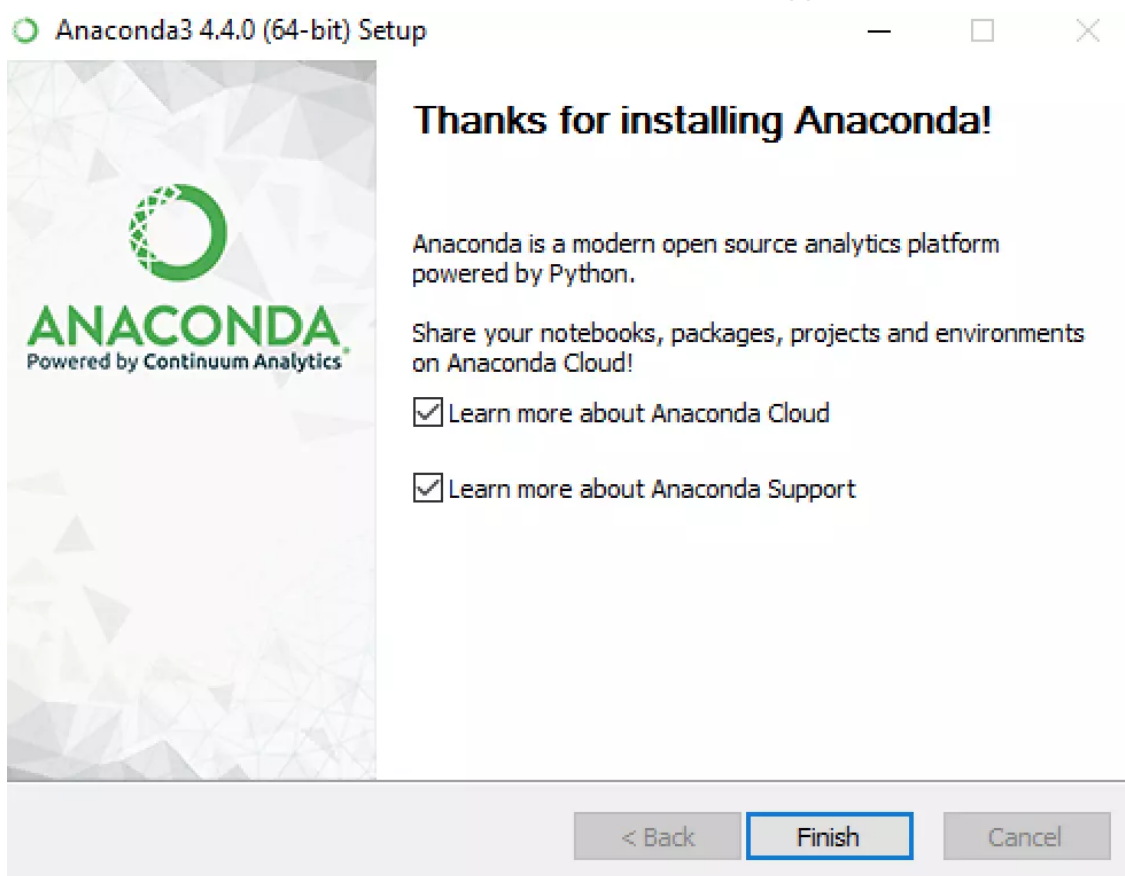 Anaconda3 4.4.0 (64-bit) Setup
Thanks for installing Anaconda!
ANACONDA
Powered by Continuum Analytics
Anaconda is a modern open source analytics platform
powered by Python.
Share your notebooks, packages, projects and environments
on Anaconda Cloud!
Learn more about Anaconda Cloud
Learn more about Anaconda Support
< Back
Finish
Cancel